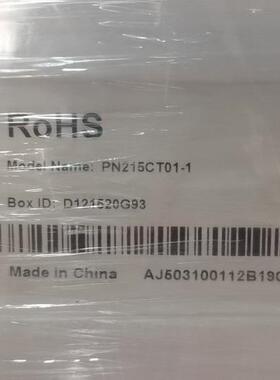 RoHS
Model Name: PN215CT01-1
Box ID: D121520G93
Made in China AJ503100112B190